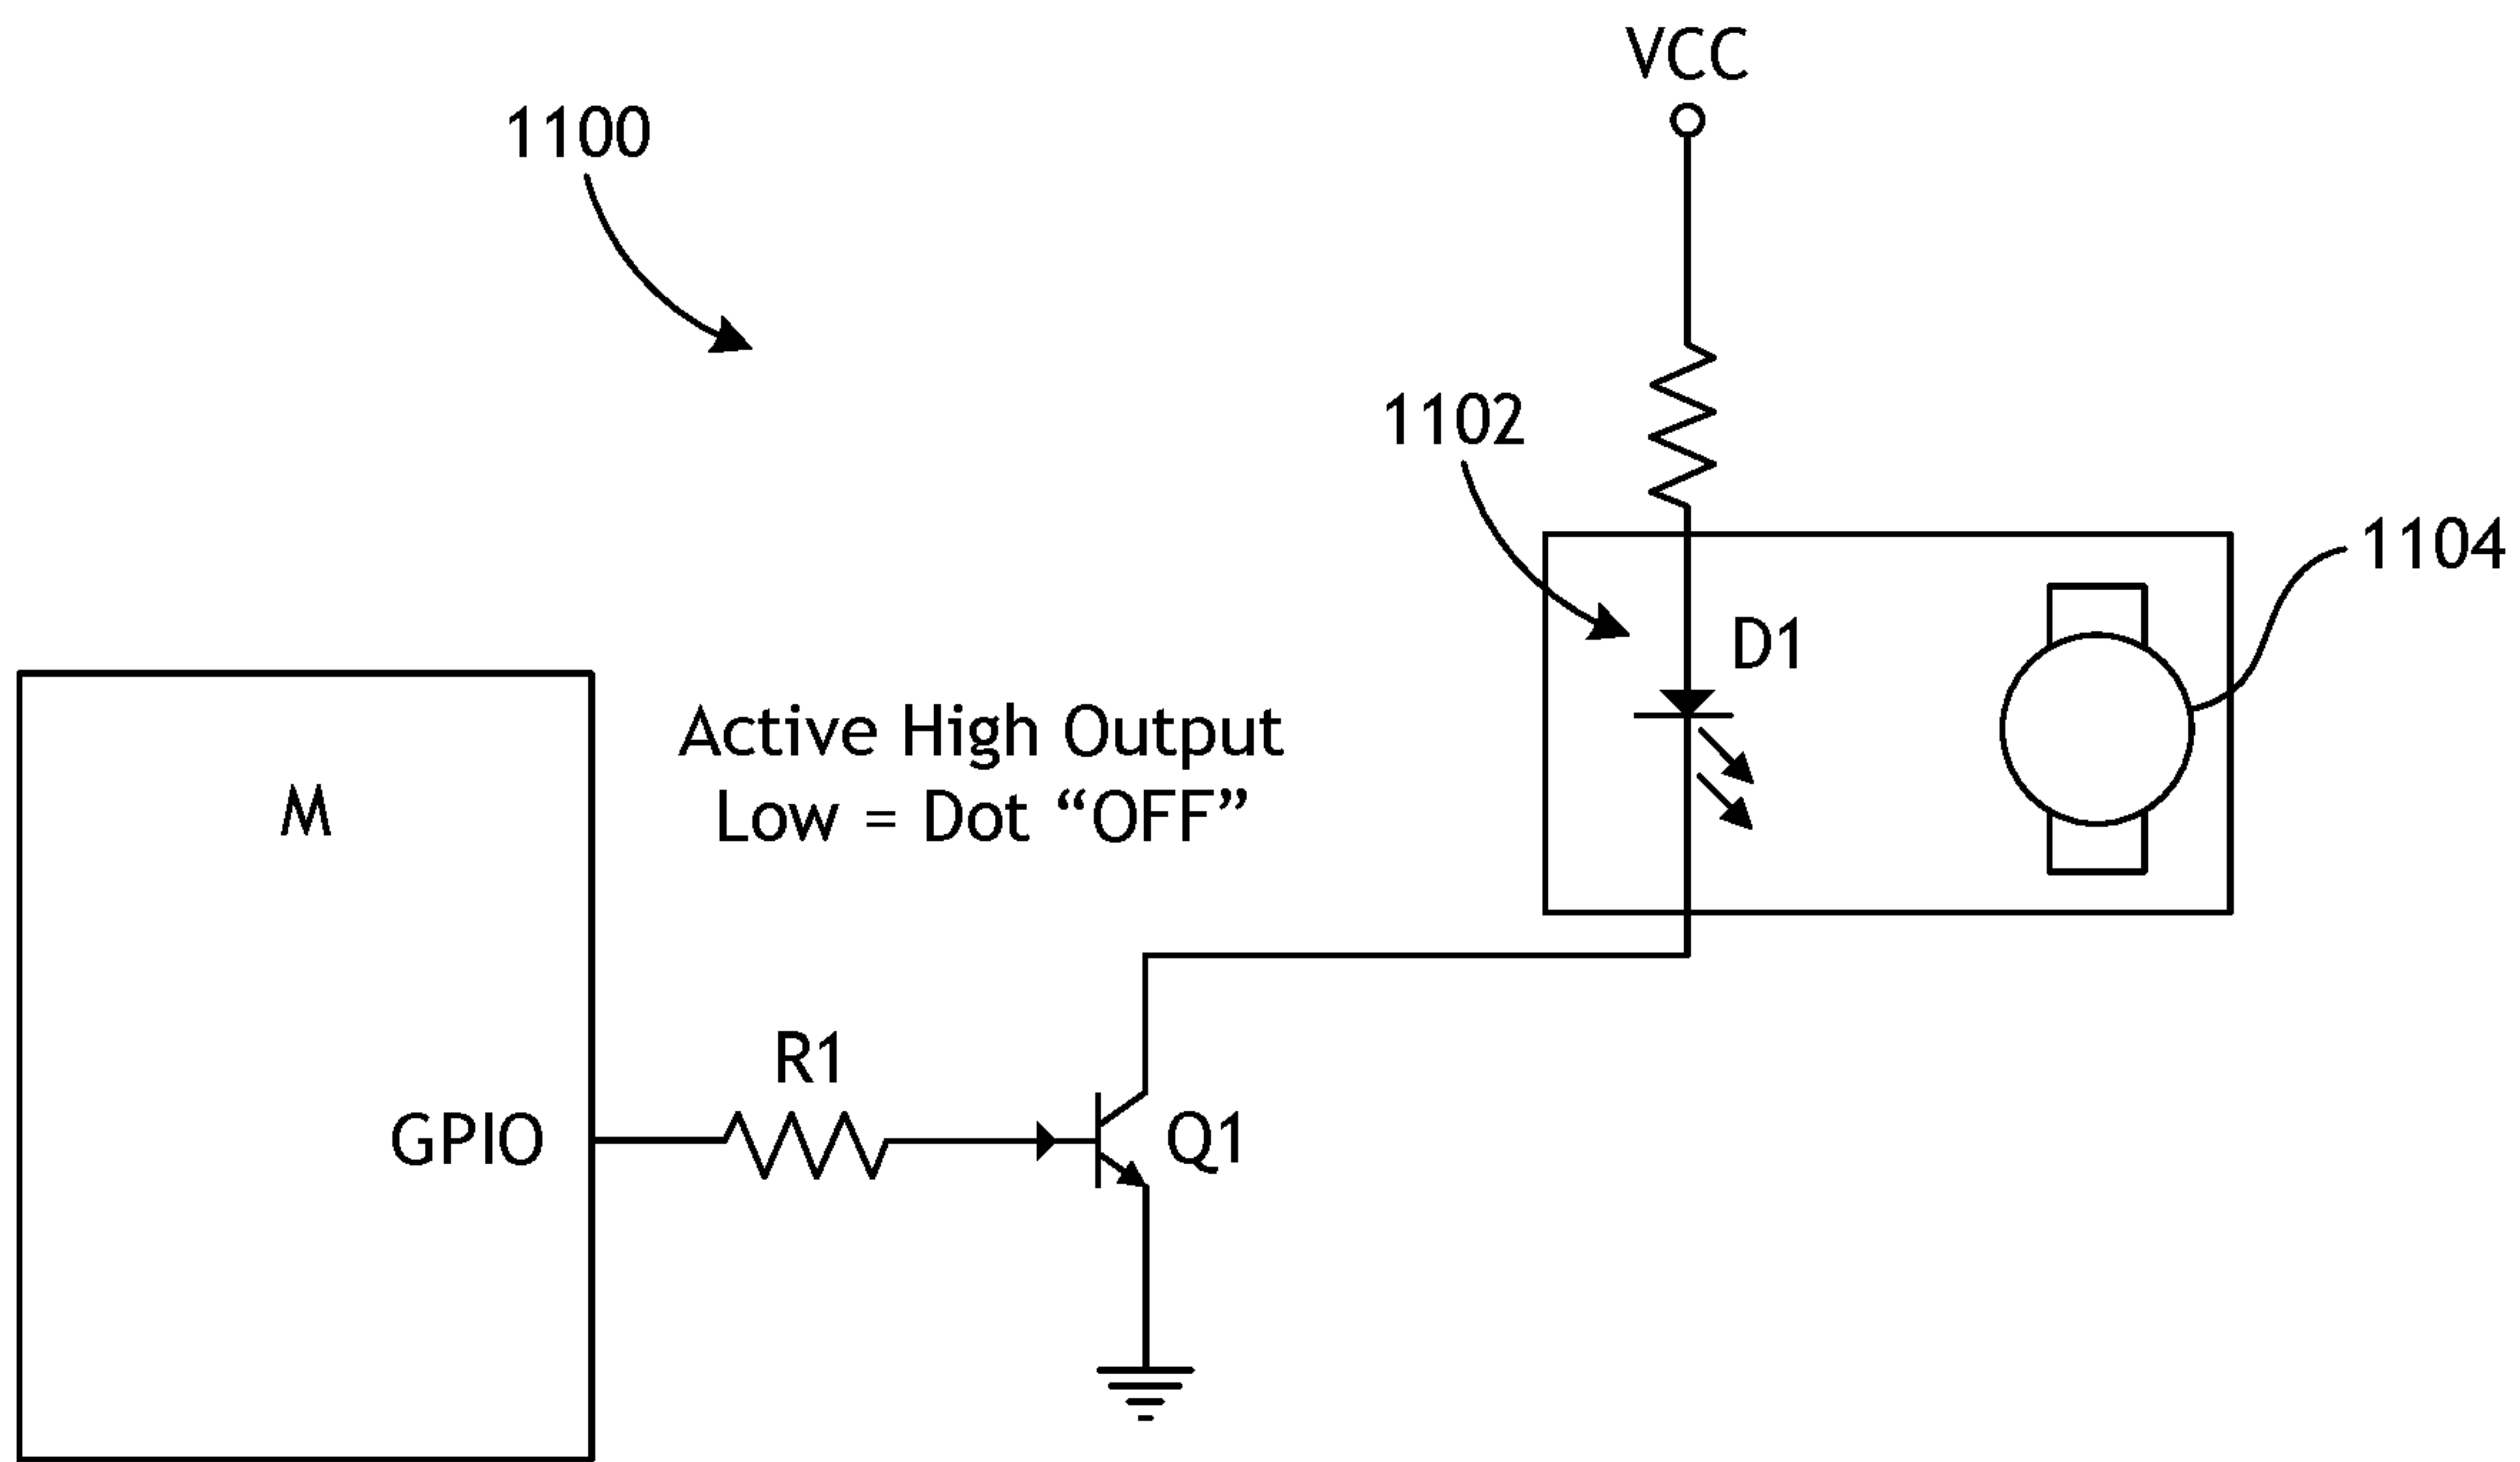 VCC
1100
1102
1104
D1
Active High Output
Low = Dot “OFF”
M
R1
GPIO
Q1